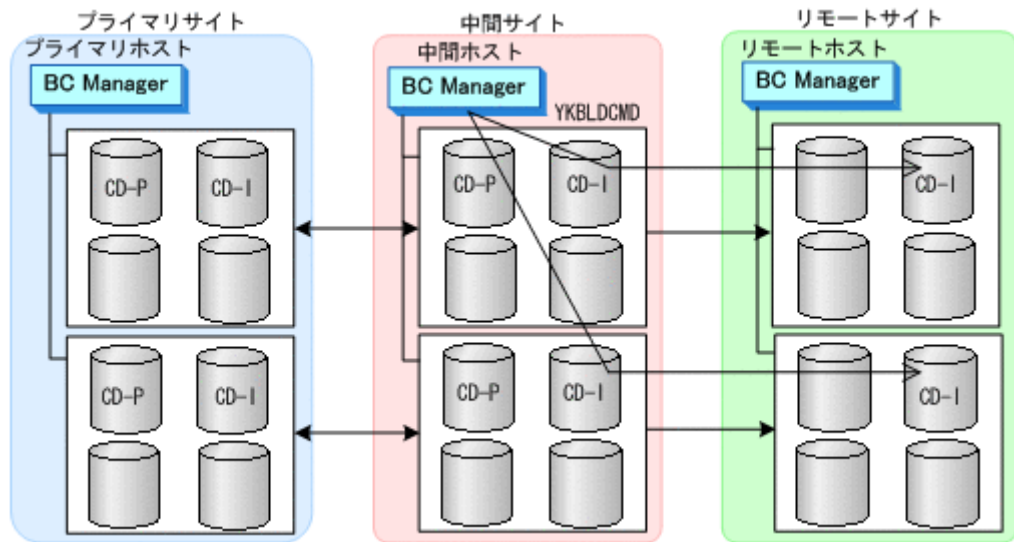 プライマリサイト
中間サイト
リモートサイト
プライマリホスト
中間ホスト
リモートホスト
BC Manager
BC Manager
BC Manager
YKBLDCMD
CD-P
CD-I
CD-P
CD-I
CD-I
CD-P
CD-I
CD-P
CD-I
CD-I